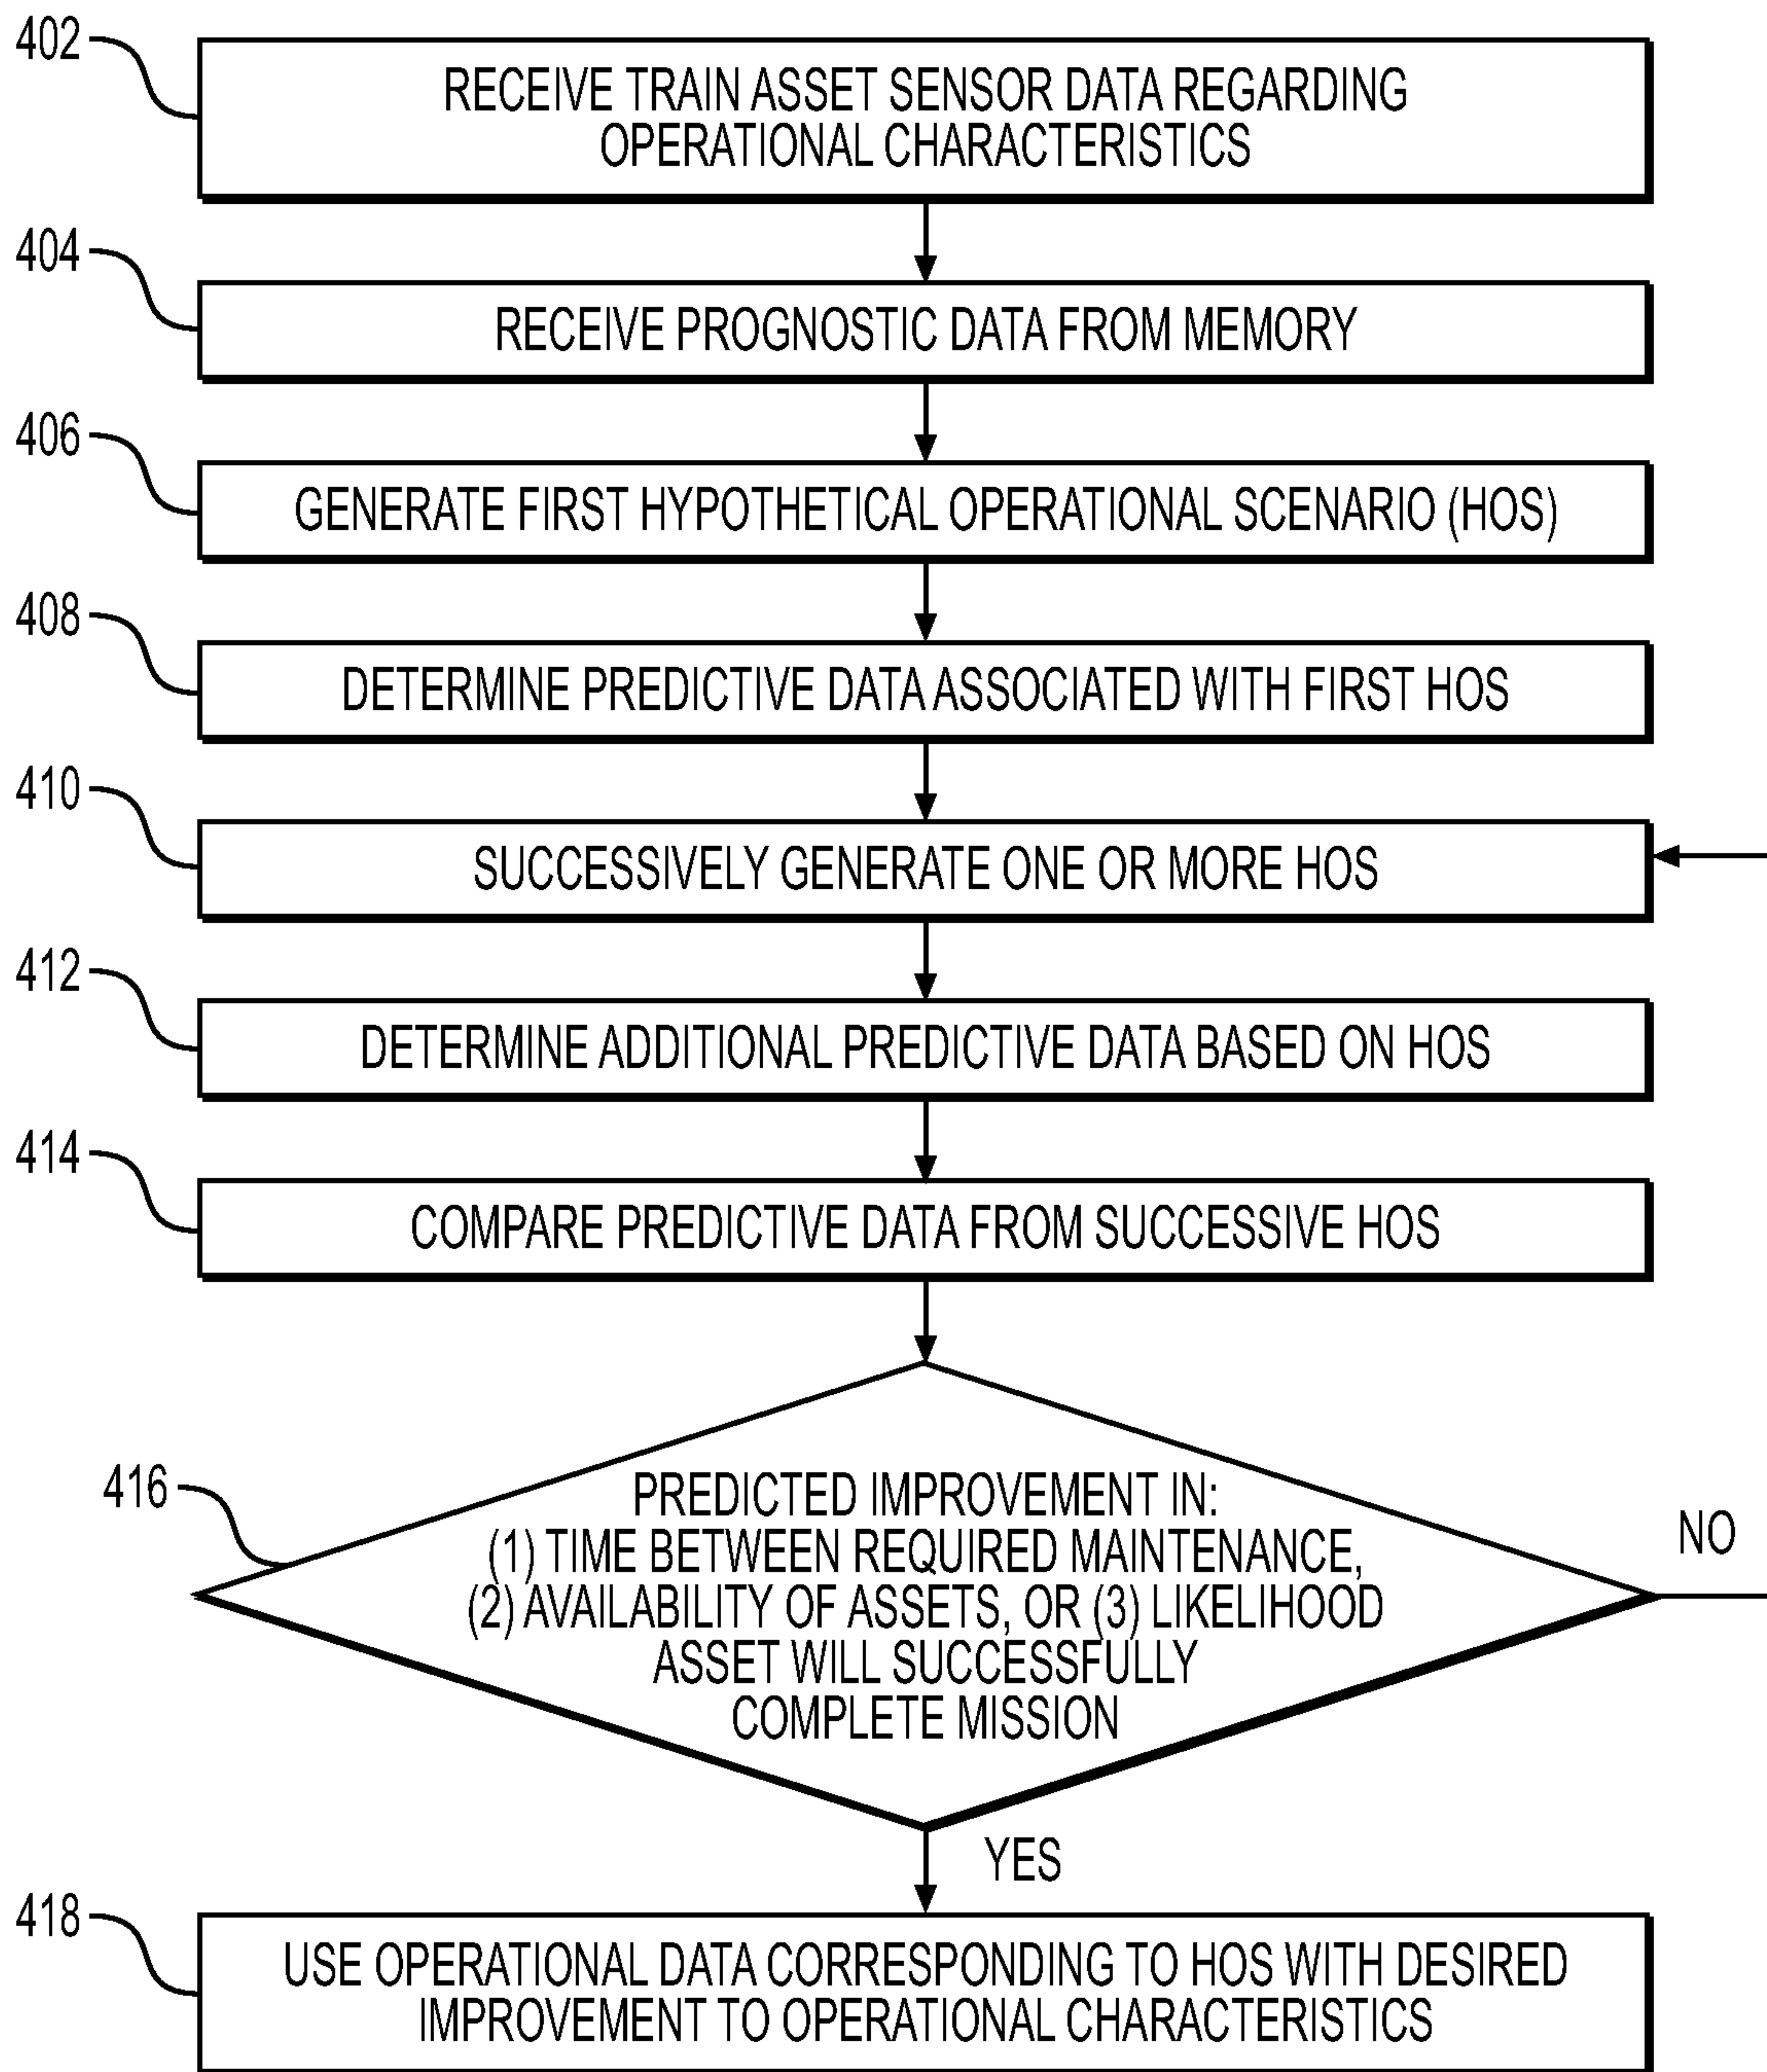 402
RECEIVE TRAIN ASSET SENSOR DATA REGARDING
OPERATIONAL CHARACTERISTICS
404
RECEIVE PROGNOSTIC DATA FROM MEMORY
406
GENERATE FIRST HYPOTHETICAL OPERATIONAL SCENARIO (HOS)
408
DETERMINE PREDICTIVE DATA ASSOCIATED WITH FIRST HOS
410
SUCCESSIVELY GENERATE ONE OR MORE HOS
412
DETERMINE ADDITIONAL PREDICTIVE DATA BASED ON HOS
414
COMPARE PREDICTIVE DATA FROM SUCCESSIVE HOS
416
PREDICTED IMPROVEMENT IN:
(1) TIME BETWEEN REQUIRED MAINTENANCE,
(2) AVAILABILITY OF ASSETS, OR (3) LIKELIHOOD
ASSET WILL SUCCESSFULLY
COMPLETE MISSION
NO
YES
418
USE OPERATIONAL DATA CORRESPONDING TO HOS WITH DESIRED
IMPROVEMENT TO OPERATIONAL CHARACTERISTICS